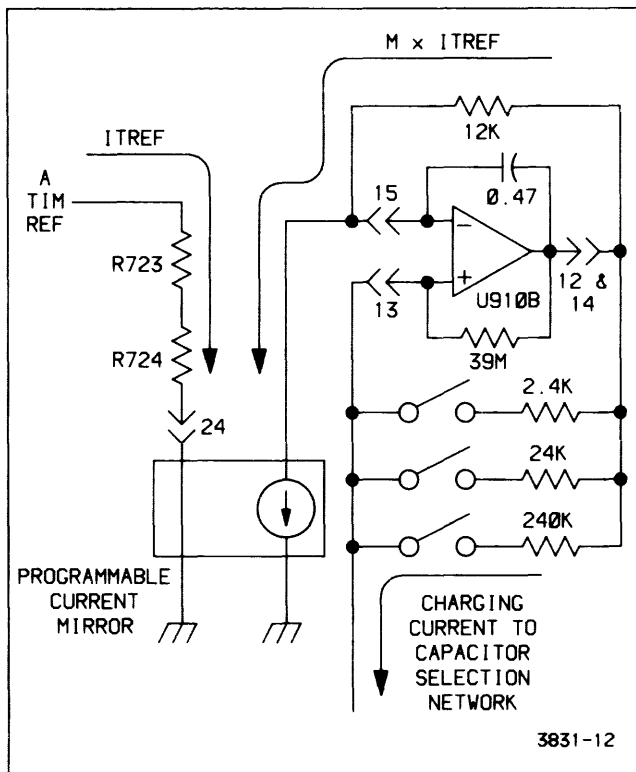 M x ITREF
12K
ITREF
A
TIM
REF
15
0.47
R723
13
U910B
12 &
14
R724
39M
24
2.4K
24K
240K
PROGRAMMABLE
CURRENT
MIRROR
CHARGING
CURRENT TO
CAPACITOR
SELECTION
NETWORK
3831-12